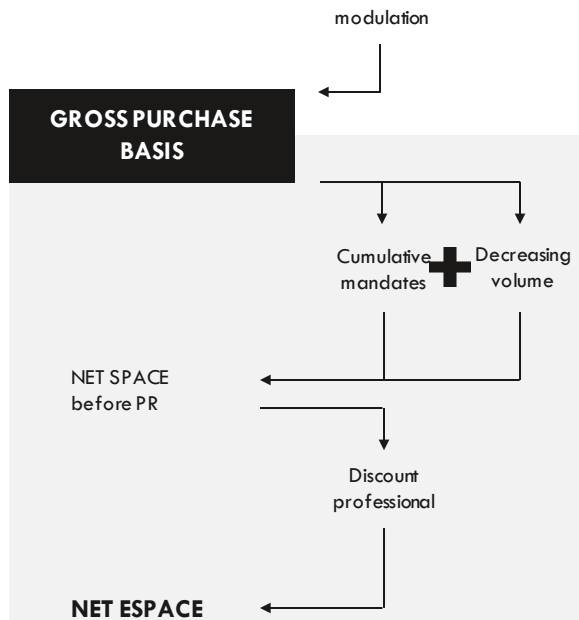 modulation
GROSS PURCHASE
BASIS
Cumulative
mandates
Decreasing
volume
NET SPACE
before PR
Discount
professional
NET ESPACE